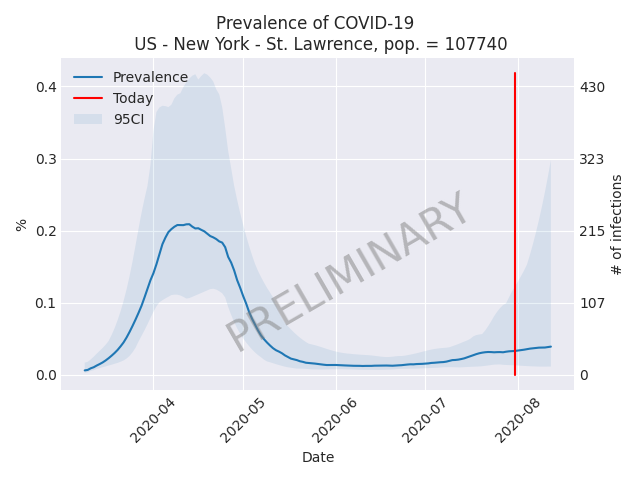 Prevalence of COVID-19
US - New York - St. Lawrence, pop. = 107740
Prevalence
Today
95CI
PRELIMINARY
%
0.4
0.3
0.2
0.1
0.0
430
323
215
107
0
# of infections
2020-04
2020-05
2020-06
2020-07
2020-08
Date